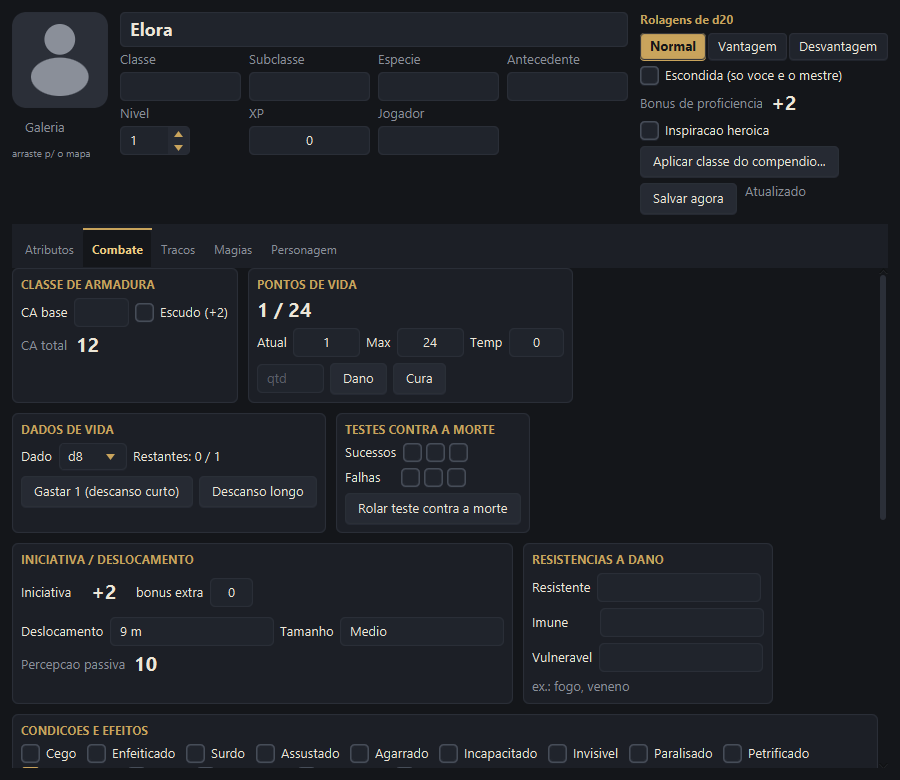 Elora
Rolagens de d20
Normal Vantagem Desvantagem
Classe Subclasse Especie Antecedente
Escondida (so voce e o mestre)
Bonus de proficiencia +2
Nivel XP Jogador
1 0
Inspiracao heroica
Galeria
arraste p/ o mapa
Aplicar classe do compendio...
Salvar agora Atualizado
Atributos Combate Tracos Magias Personagem
CLASSE DE ARMADURA
CA base Escudo (+2)
CA total 12
PONTOS DE VIDA
1 / 24
Atual 1 Max 24 Temp 0
qtd Dano Cura
DADOS DE VIDA
Dado d8 Restantes: 0 / 1
Gastar 1 (descanso curto) Descanso longo
TESTES CONTRA A MORTE
Sucessos
Falhas
Rolar teste contra a morte
INICIATIVA / DESLOCAMENTO
Iniciativa +2 bonus extra 0
Deslocamento 9 m Tamanho Medio
Percepcao passiva 10
RESISTENCIAS A DANO
Resistente
Imune
Vulneravel
ex.: fogo, veneno
CONDICOES E EFEITOS
Cego Enfeiticado Surdo Assustado Agarrado Incapacitado Invisivel Paralisado Petrificado